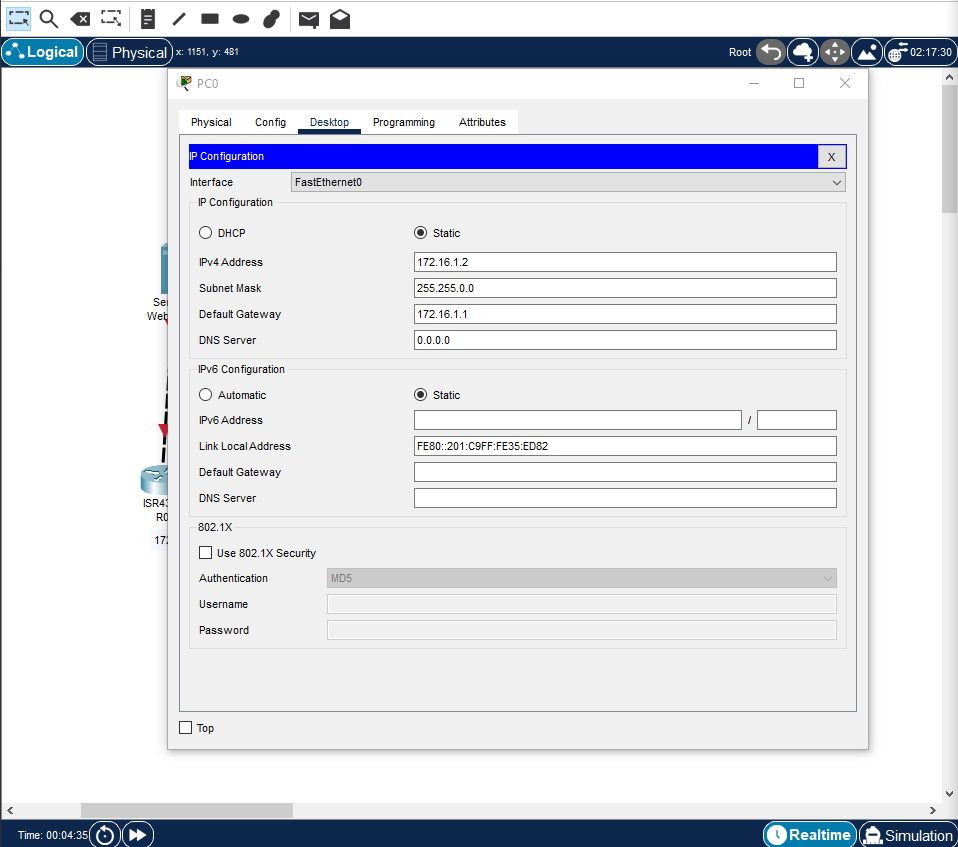 Logical Physical x: 1151, y: 481 Root 02:17:30
PC0
Physical Config Desktop Programming Attributes
IP Configuration X
Interface FastEthernet0
IP Configuration
DHCP Static
IPv4 Address 172.16.1.2
Subnet Mask 255.255.0.0
Default Gateway 172.16.1.1
DNS Server 0.0.0.0
IPv6 Configuration
Automatic Static
IPv6 Address /
Link Local Address FE80::201:C9FF:FE35:ED82
Default Gateway
DNS Server
802.1X
Use 802.1X Security
Authentication MD5
Username
Password
Top
Ser
Web
ISR43
R0
172
Time: 00:04:35 Realtime Simulation